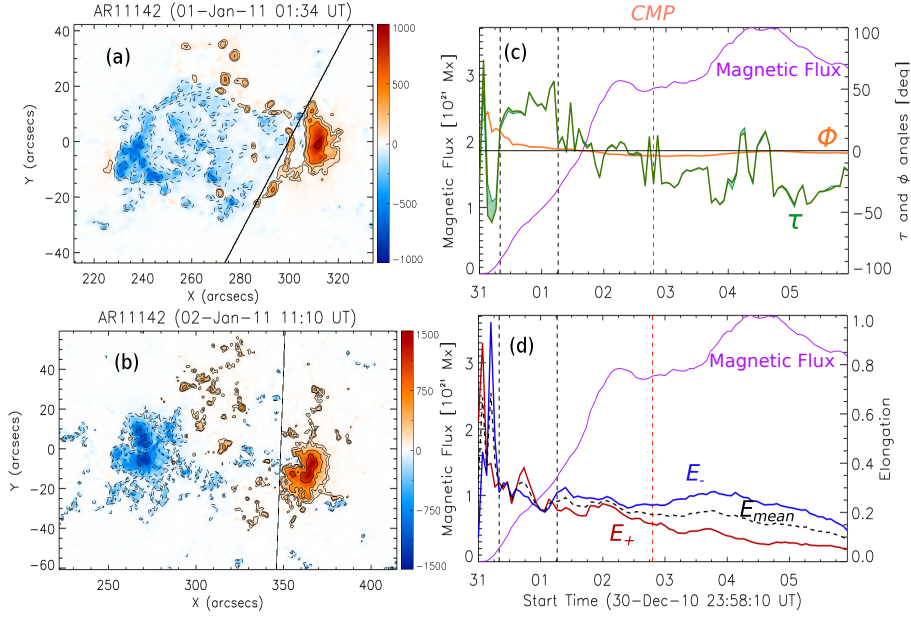 AR11142 (01-Jan-11 01:34 UT)
(a)
Y (arcsecs)
40
20
0
-20
-40
220 240 260 280 300 320
X (arcsecs)
1000
500
0
-500
-1000
AR11142 (02-Jan-11 11:10 UT)
(b)
Y (arcsecs)
40
20
0
-20
-40
-60
250 300 350 400
X (arcsecs)
1500
750
0
-750
-1500
CMP
(c)
Magnetic Flux
Φ
τ
Magnetic Flux [10²¹ Mx]
3
2
1
0
31 01 02 03 04 05
100
50
0
-50
-100
τ and φ angles [deg]
(d)
Magnetic Flux
E-
Emean
E+
Magnetic Flux [10²¹ Mx]
3
2
1
0
31 01 02 03 04 05
1.0
0.8
0.6
0.4
0.2
0.0
Elongation
Start Time (30-Dec-10 23:58:10 UT)